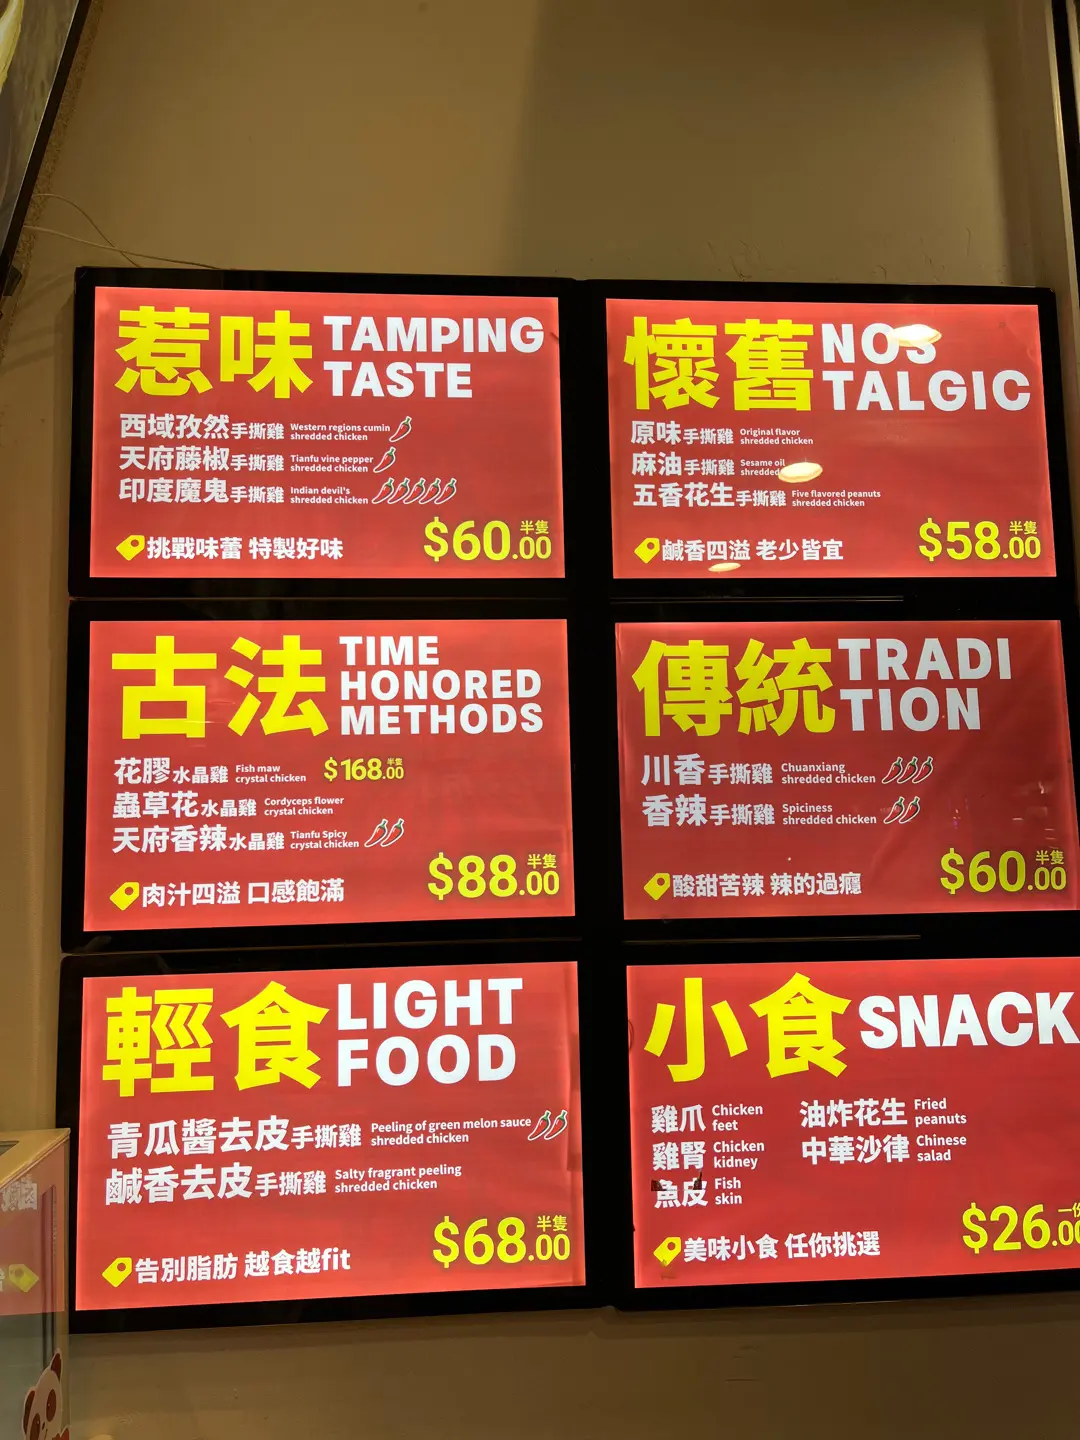 惹味 TAMPING
TASTE
西域孜然手撕雞 Western regions cumin
shredded chicken
天府藤椒手撕雞 Tianfu vine pepper
shredded chicken
印度魔鬼手撕雞 Indian devil's
shredded chicken
挑戰味蕾 特製好味
$60.00 半隻
懷舊 NOS
TALGIC
原味手撕雞 Original flavor
shredded chicken
麻油手撕雞 Sesame oil
shredded
五香花生手撕雞 Five flavored peanuts
shredded chicken
鹹香四溢 老少皆宜
$58.00 半隻
古法 TIME
HONORED
METHODS
花膠水晶雞 Fish maw
crystal chicken
$168.00 半隻
蟲草花水晶雞 Cordyceps flower
crystal chicken
天府香辣水晶雞 Tianfu Spicy
crystal chicken
肉汁四溢 口感飽滿
$88.00 半隻
傳統 TRADI
TION
川香手撕雞 Chuanxiang
shredded chicken
香辣手撕雞 Spiciness
shredded chicken
酸甜苦辣 辣的過癮
$60.00 半隻
輕食 LIGHT
FOOD
青瓜醬去皮手撕雞 Peeling of green melon sauce
shredded chicken
鹹香去皮手撕雞 Salty fragrant peeling
shredded chicken
告別脂肪 越食越fit
$68.00 半隻
小食 SNACK
雞爪 Chicken
feet
油炸花生 Fried
peanuts
雞腎 Chicken
kidney
中華沙律 Chinese
salad
魚皮 Fish
skin
美味小食 任你挑選
$26.00 一份